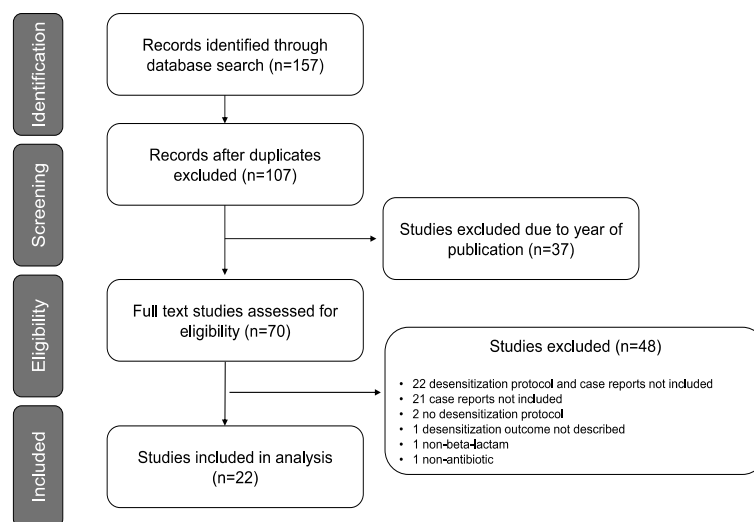 Identification
Records identified through
database search (n=157)
Records after duplicates
excluded (n=107)
Screening
Studies excluded due to year of
publication (n=37)
Eligibility
Full text studies assessed for
eligibility (n=70)
Studies excluded (n=48)
• 22 desensitization protocol and case reports not included
• 21 case reports not included
• 2 no desensitization protocol
• 1 desensitization outcome not described
• 1 non-beta-lactam
• 1 non-antibiotic
Included
Studies included in analysis
(n=22)